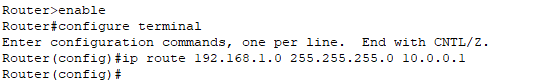 Router>enable
Router#configure terminal
Enter configuration commands, one per line.  End with CNTL/Z.
Router(config)#ip route 192.168.1.0 255.255.255.0 10.0.0.1
Router(config)#